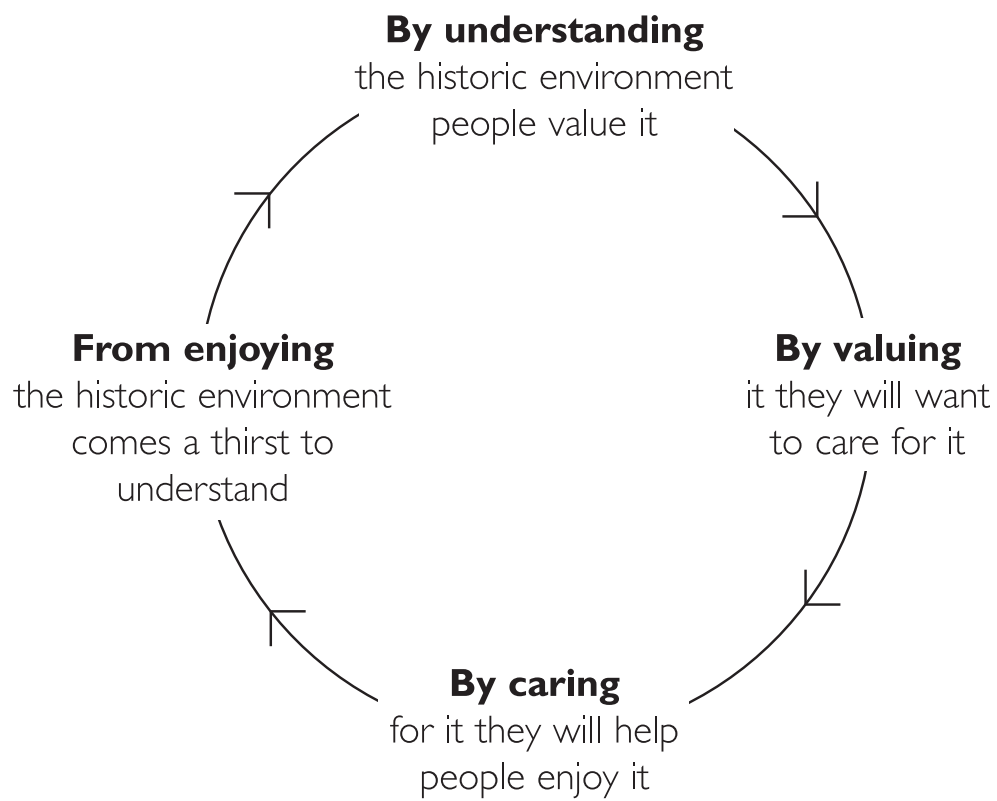 By understanding
the historic environment
people value it
By valuing
it they will want
to care for it
By caring
for it they will help
people enjoy it
From enjoying
the historic environment
comes a thirst to
understand